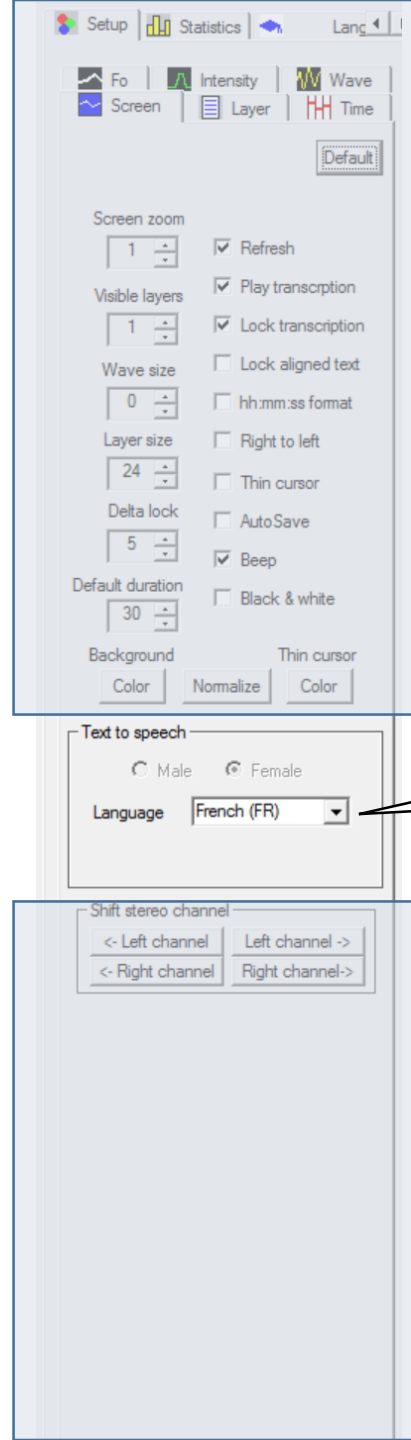 Setup Statistics Lang
Fo Intensity Wave
Screen Layer Time
Default
Screen zoom
1
Refresh
Visible layers
Play transcrption
1
Lock transcription
Wave size
Lock aligned text
0
hh:mm:ss format
Layer size
Right to left
24
Thin cursor
Delta lock
AutoSave
5
Beep
Default duration
Black & white
30
Background Thin cursor
Color Normalize Color
Text to speech
Male Female
Language French (FR)
Shift stereo channel
<- Left channel Left channel ->
<- Right channel Right channel->